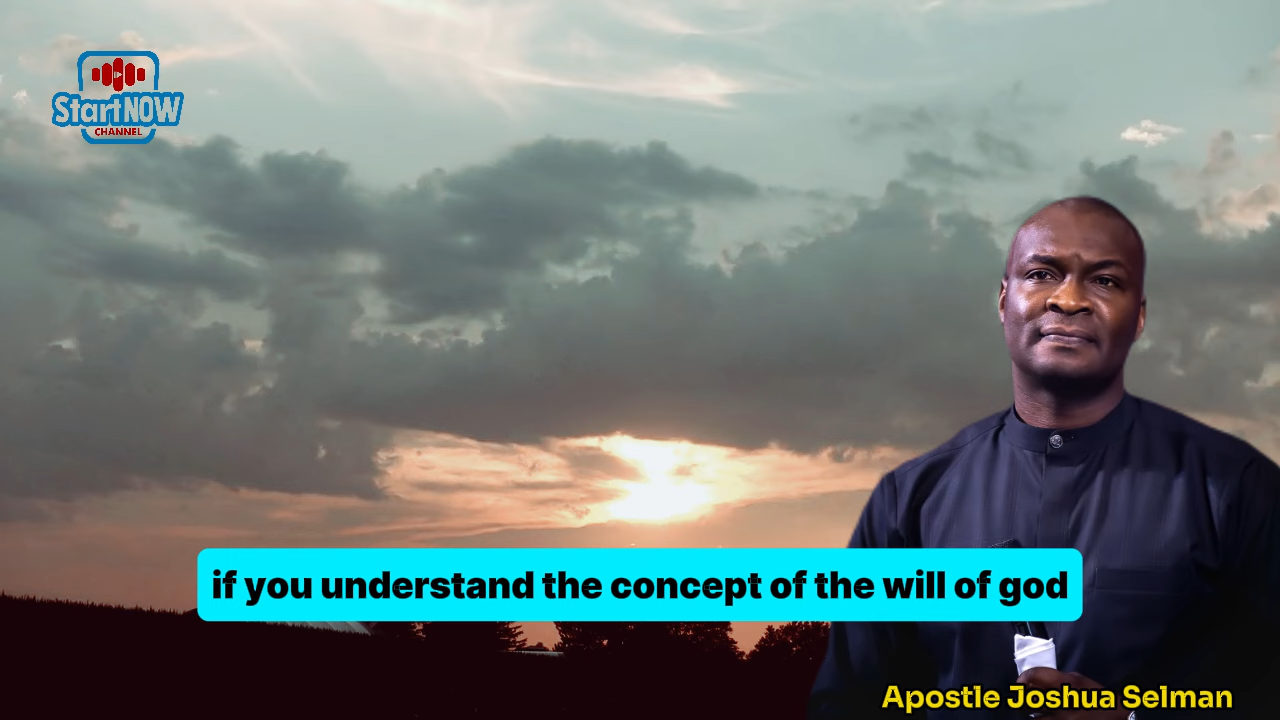 StartNOW
CHANNEL
if you understand the concept of the will of god
Apostle Joshua Selman